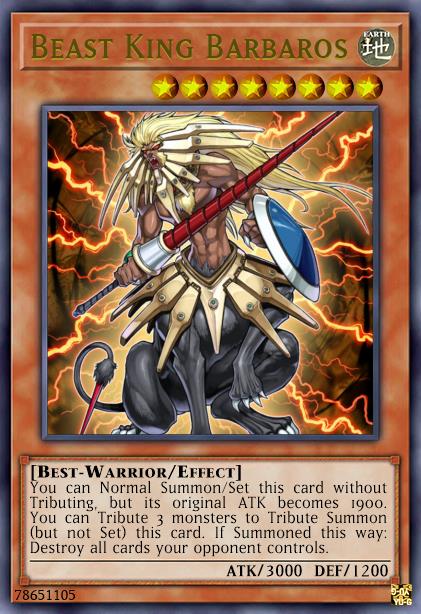 Beast King Barbaros
EARTH
地
[Best-Warrior/Effect]
You can Normal Summon/Set this card without
Tributing, but its original ATK becomes 1900.
You can Tribute 3 monsters to Tribute Summon
(but not Set) this card. If Summoned this way:
Destroy all cards your opponent controls.
ATK/3000 DEF/1200
78651105